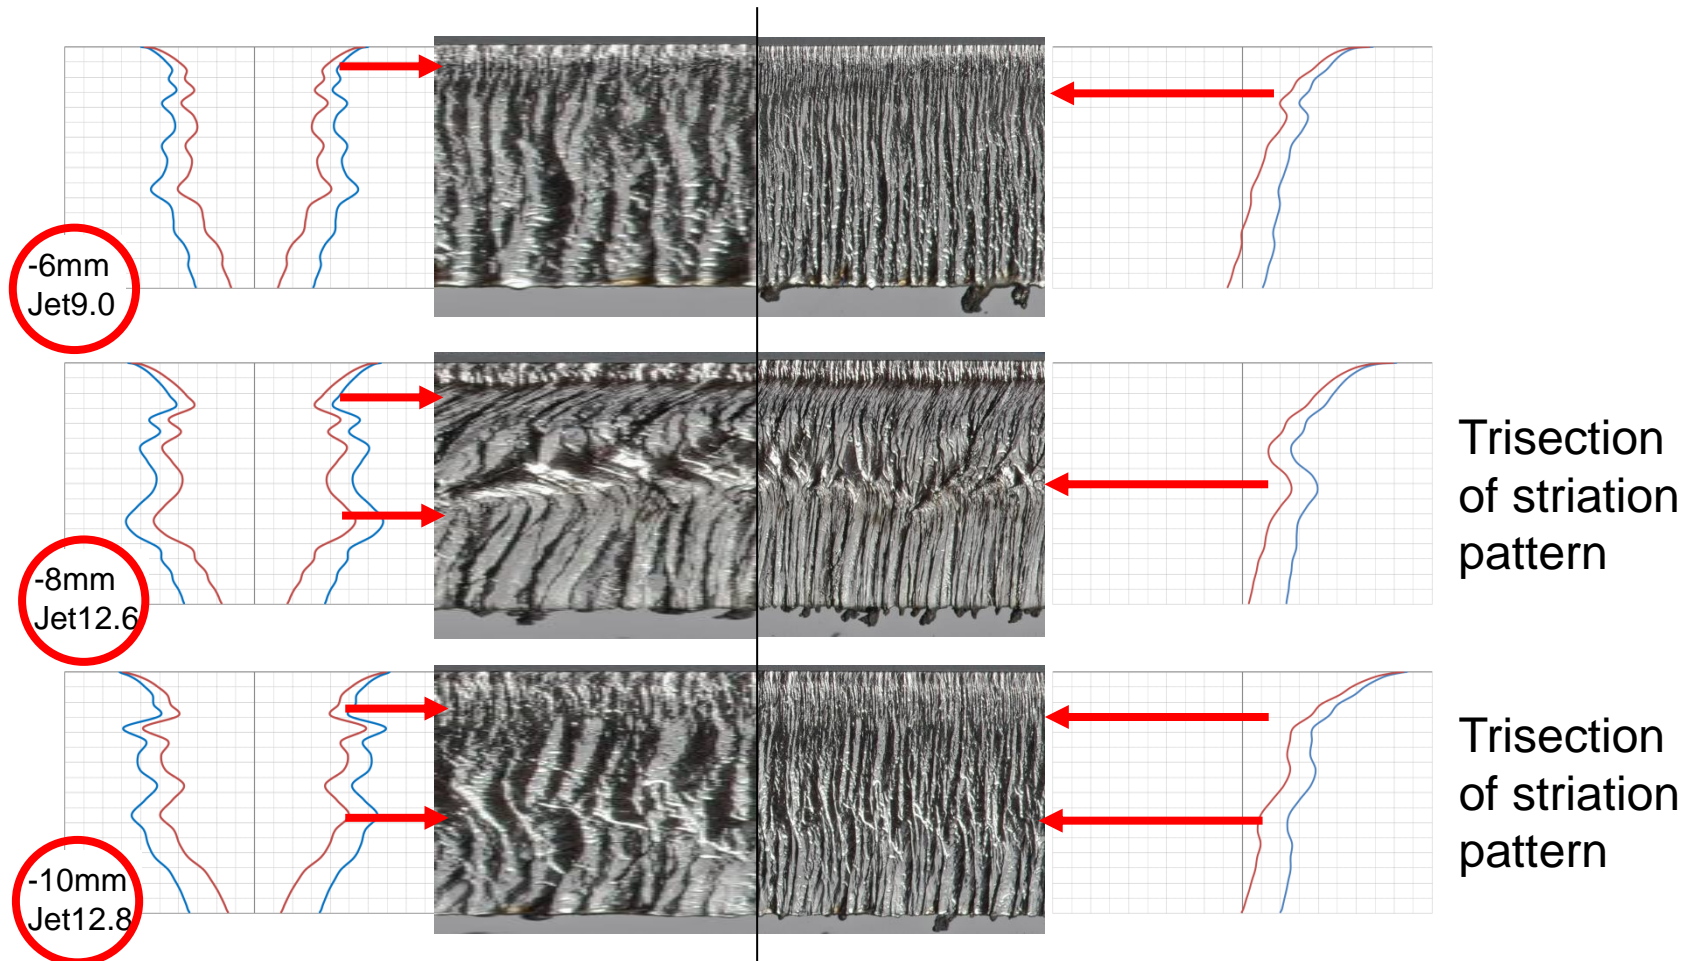 -6mm
Jet9.0
-8mm
Jet12.6
Trisection
of striation
pattern
-10mm
Jet12.8
Trisection
of striation
pattern